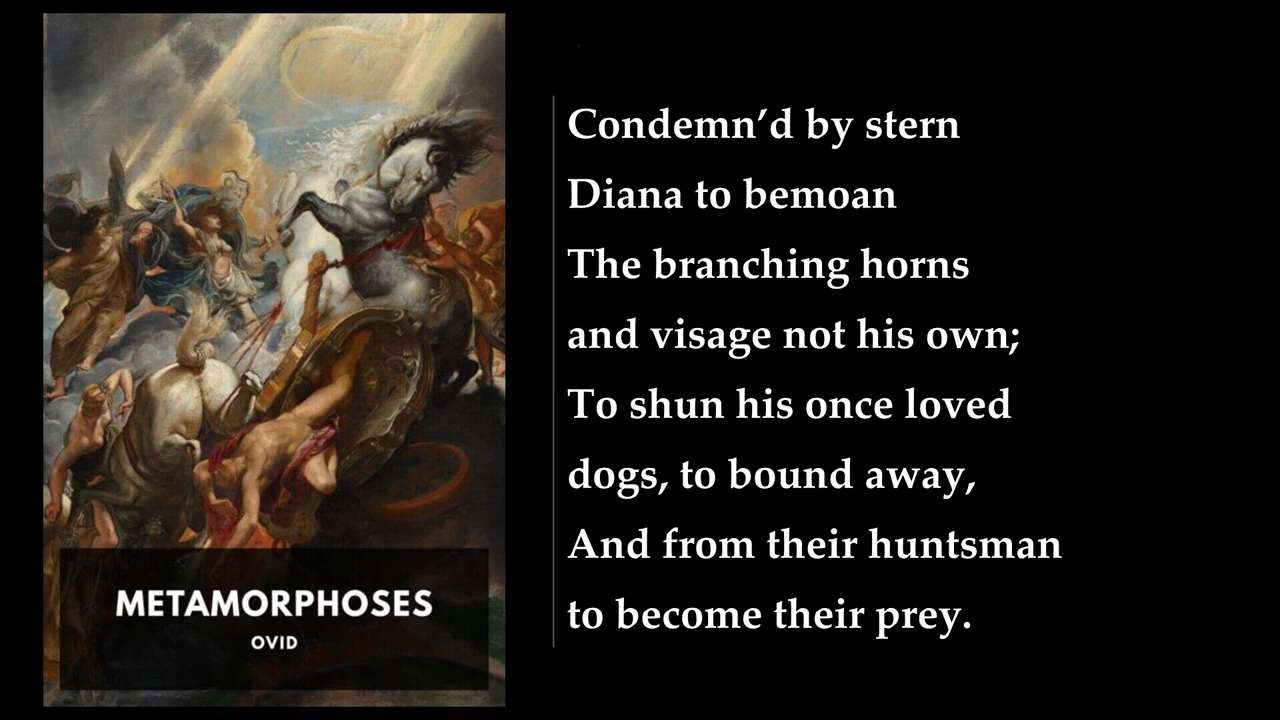 METAMORPHOSES
OVID
Condemn’d by stern
Diana to bemoan
The branching horns
and visage not his own;
To shun his once loved
dogs, to bound away,
And from their huntsman
to become their prey.